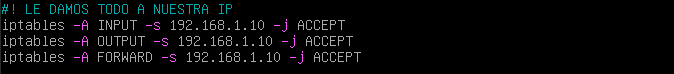 #! LE DAMOS TODO A NUESTRA IP
iptables -A INPUT -s 192.168.1.10 -j ACCEPT
iptables -A OUTPUT -s 192.168.1.10 -j ACCEPT
iptables -A FORWARD -s 192.168.1.10 -j ACCEPT